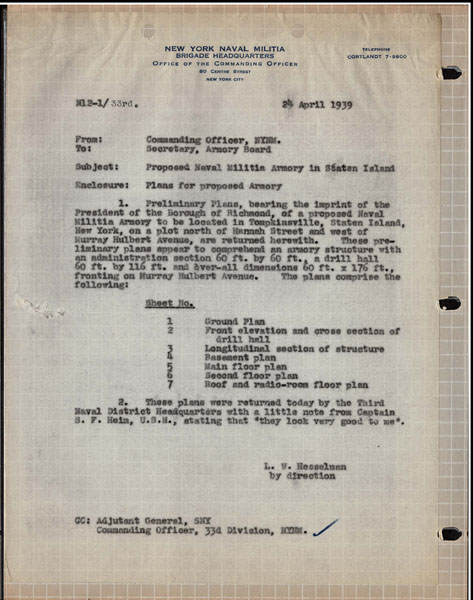 NEW YORK NAVAL MILITIA
BRIGADE HEADQUARTERS
OFFICE OF THE COMMANDING OFFICER
80 CENTRE STREET
NEW YORK CITY
TELEPHONE
CORTLANDT 7-9800
N12-1/33rd.
24 April 1939
From: Commanding Officer, NYNM.
To: Secretary, Armory Board
Subject: Proposed Naval Militia Armory in Staten Island
Enclosure: Plans for proposed Armory
1. Preliminary Plans, bearing the imprint of the
President of the Borough of Richmond, of a proposed Naval
Militia Armory to be located in Tompkinsville, Staten Island,
New York, on a plot north of Hannah Street and west of
Murray Hulbert Avenue, are returned herewith. These pre-
liminary plans appear to comprehend an armory structure with
an administration section 60 ft. by 60 ft., a drill hall
60 ft. by 116 ft. and over-all dimensions 60 ft. x 176 ft.,
fronting on Murray Hulbert Avenue. The plans comprise the
following:
Sheet No.
1 Ground Plan
2 Front elevation and cross section of
drill hall
3 Longitudinal section of structure
4 Basement plan
5 Main floor plan
6 Second floor plan
7 Roof and radio-room floor plan
2. These plans were returned today by the Third
Naval District Headquarters with a little note from Captain
S. F. Heim, U.S.N., stating that "they look very good to me".
L. W. Hesselman
by direction
CC: Adjutant General, SNY
Commanding Officer, 33d Division, NYNM.